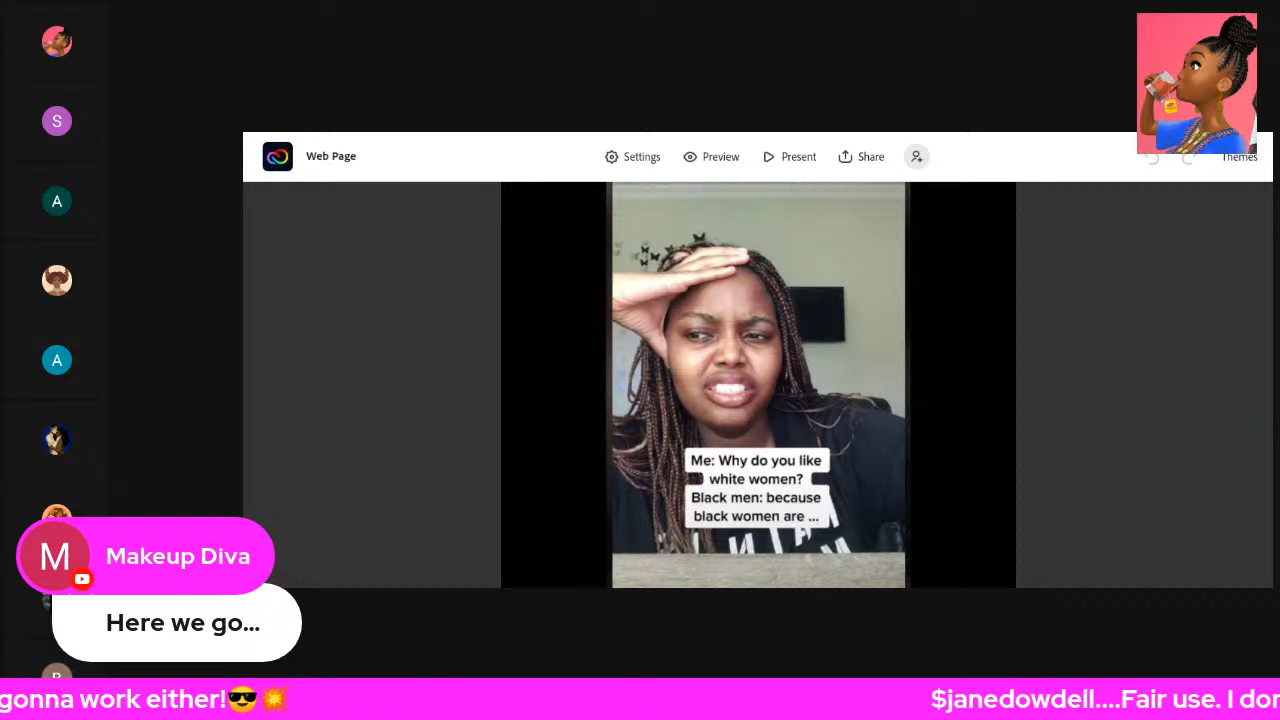 S
Web Page
Settings
Preview
Present
Share
Themes
A
A
Me: Why do you like
white women?
Black men: because
black women are ...
M
Makeup Diva
Here we go...
gonna work either!😎💥
$janedowdell....Fair use. I don